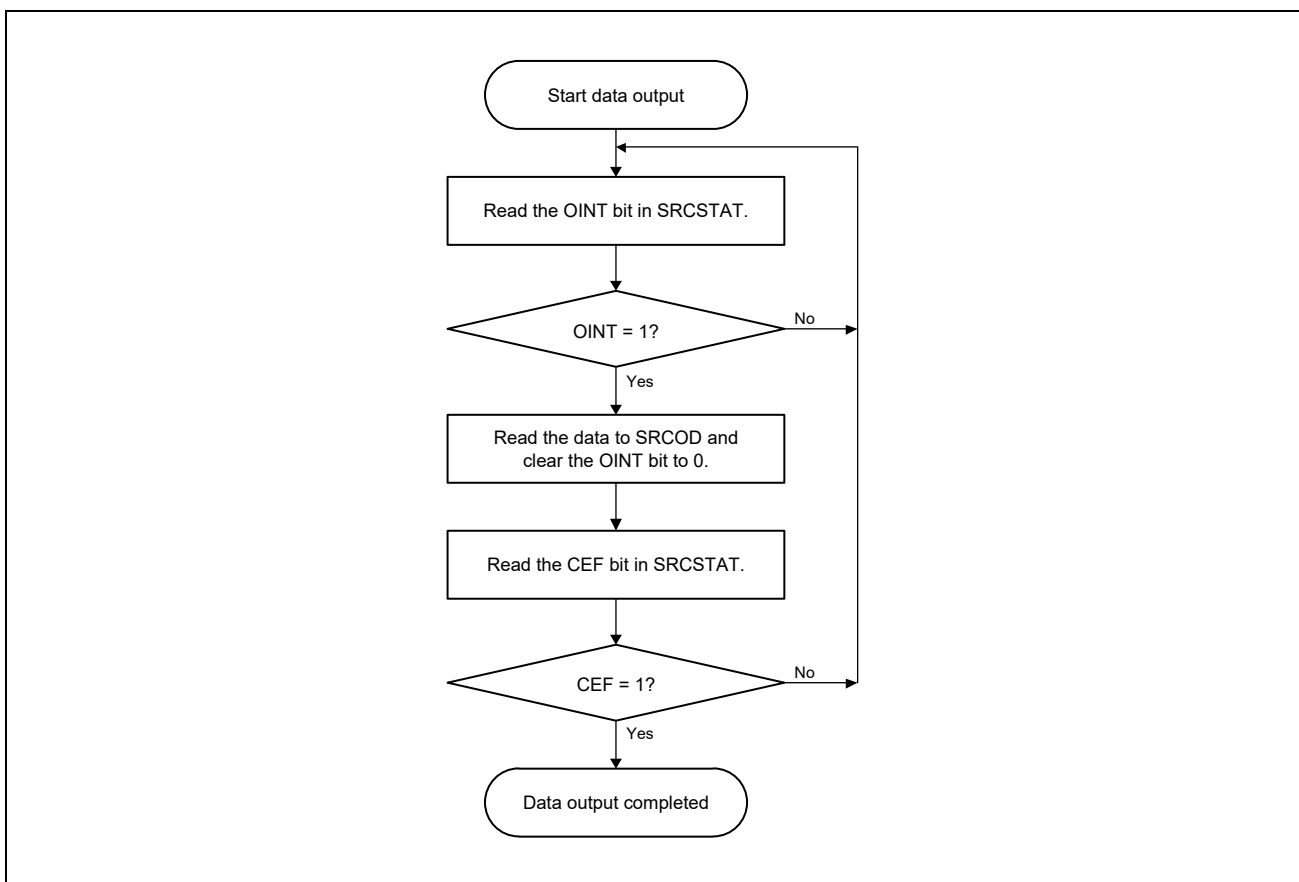 Start data output
Read the OINT bit in SRCSTAT.
OINT = 1?
No
Yes
Read the data to SRCOD and
clear the OINT bit to 0.
Read the CEF bit in SRCSTAT.
CEF = 1?
No
Yes
Data output completed